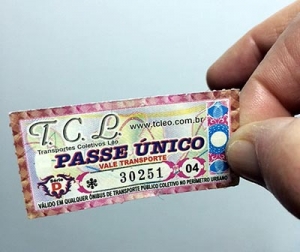 T. C. L.
www.tcleo.com.br
Transportes Coletivos Léo
PASSE ÚNICO
VALE TRANSPORTE
P
* 30251
04
VÁLIDO EM QUALQUER ÔNIBUS DE TRANSPORTE PÚBLICO COLETIVO NO PERÍMETRO URBANO